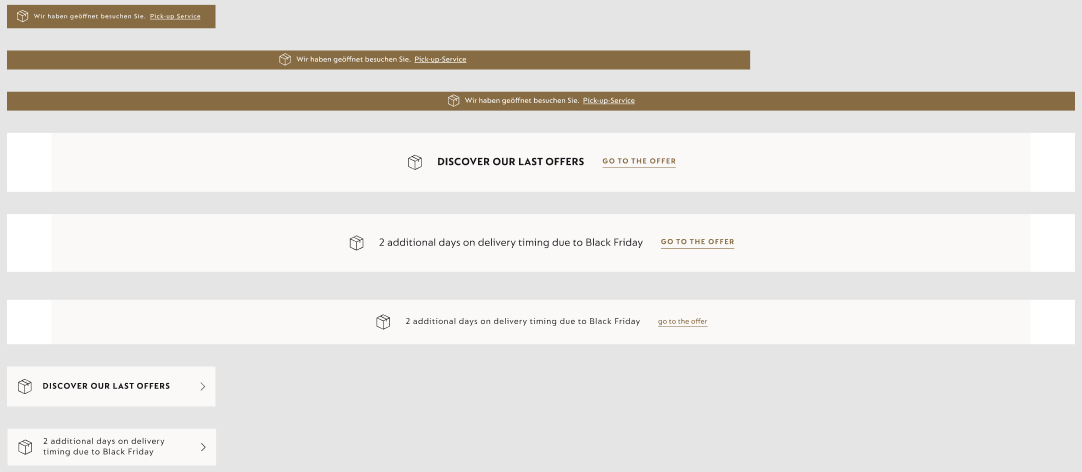 Wir haben geöffnet besuchen Sie. Pick-up Service
Wir haben geöffnet besuchen Sie. Pick-up-Service
Wir haben geöffnet besuchen Sie. Pick-up-Service
DISCOVER OUR LAST OFFERS GO TO THE OFFER
2 additional days on delivery timing due to Black Friday GO TO THE OFFER
2 additional days on delivery timing due to Black Friday go to the offer
DISCOVER OUR LAST OFFERS
2 additional days on delivery
timing due to Black Friday